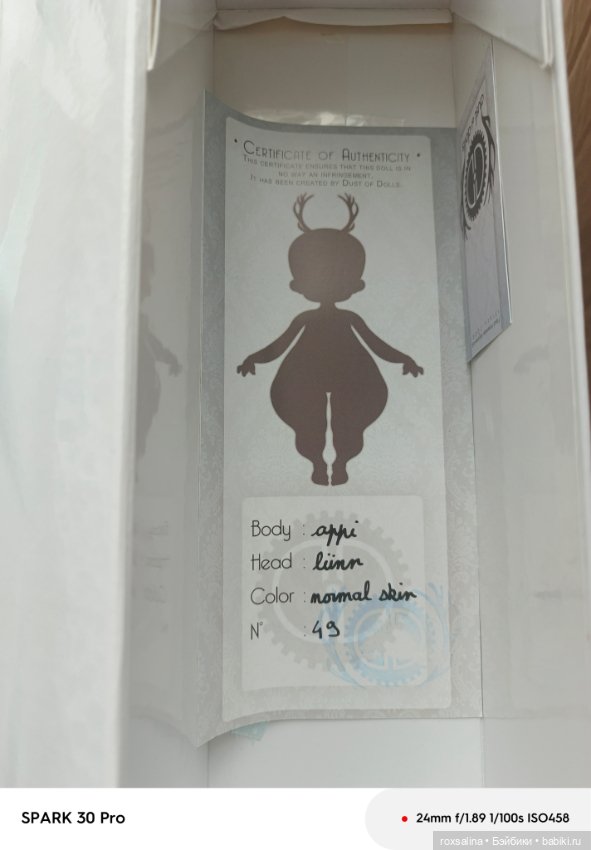 • Certificate of Authenticity •
This certificate ensures that this doll is in
no way an infringement.
It has been created by Dust of Dolls.
Body : appi
Head : liinn
Color : normal skin
N° : 49
SPARK 30 Pro
24mm f/1.89 1/100s ISO458
roxsalina • Бэйбики • babiki.ru